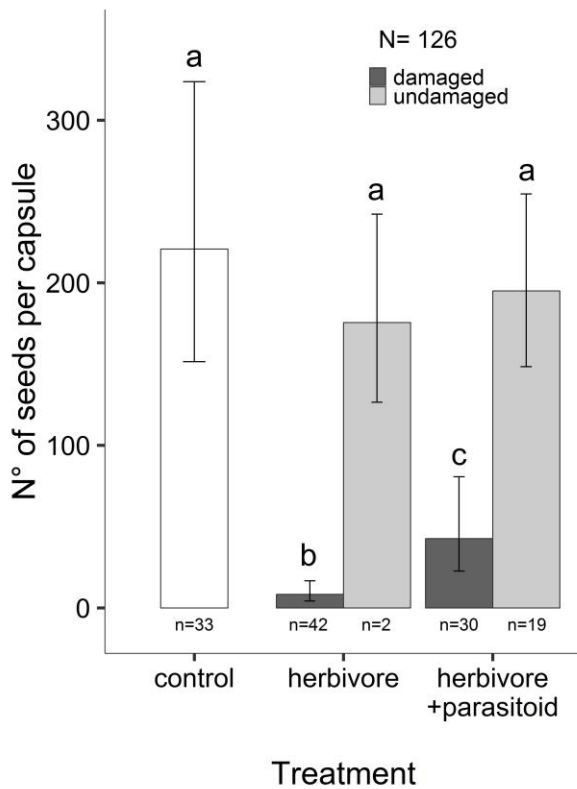 N= 126
damaged
undamaged
N° of seeds per capsule
300
200
100
0
a
b
a
c
a
n=33
n=42
n=2
n=30
n=19
control
herbivore
herbivore
+parasitoid
Treatment